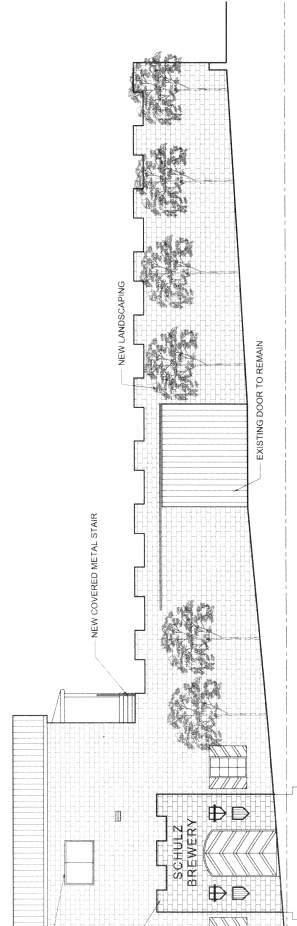 NEW LANDSCAPING
EXISTING DOOR TO REMAIN
NEW COVERED METAL STAIR
SCHULZ
BREWERY